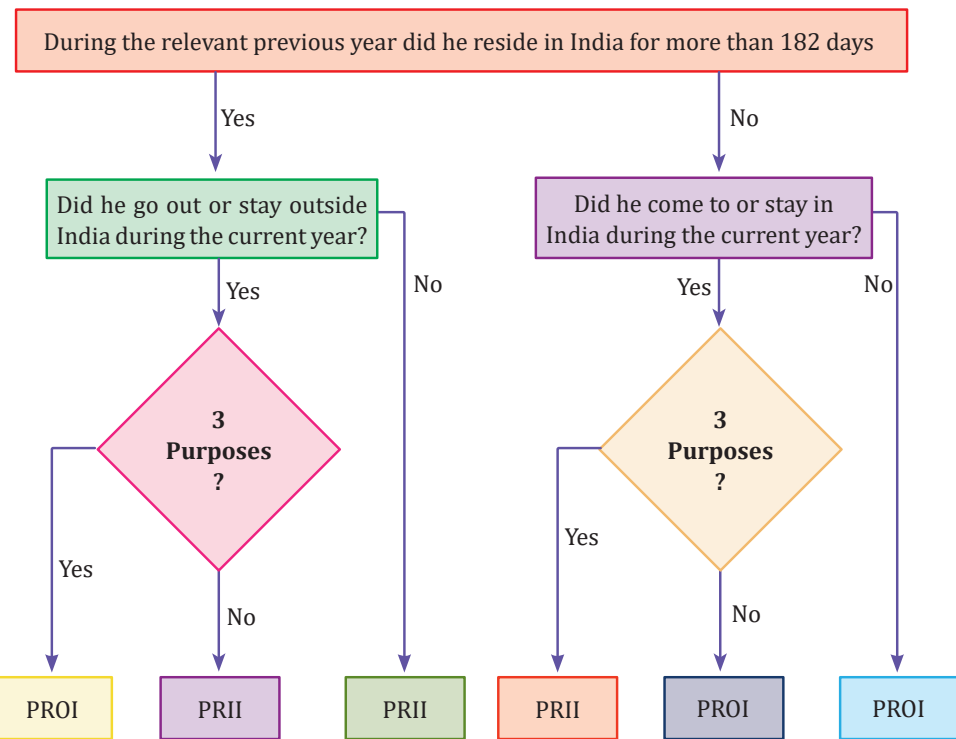 During the relevant previous year did he reside in India for more than 182 days
Yes
No
Did he go out or stay outside
India during the current year?
Did he come to or stay in
India during the current year?
Yes
No
Yes
No
3
Purposes
?
3
Purposes
?
Yes
No
Yes
No
PROI
PRII
PRII
PRII
PROI
PROI